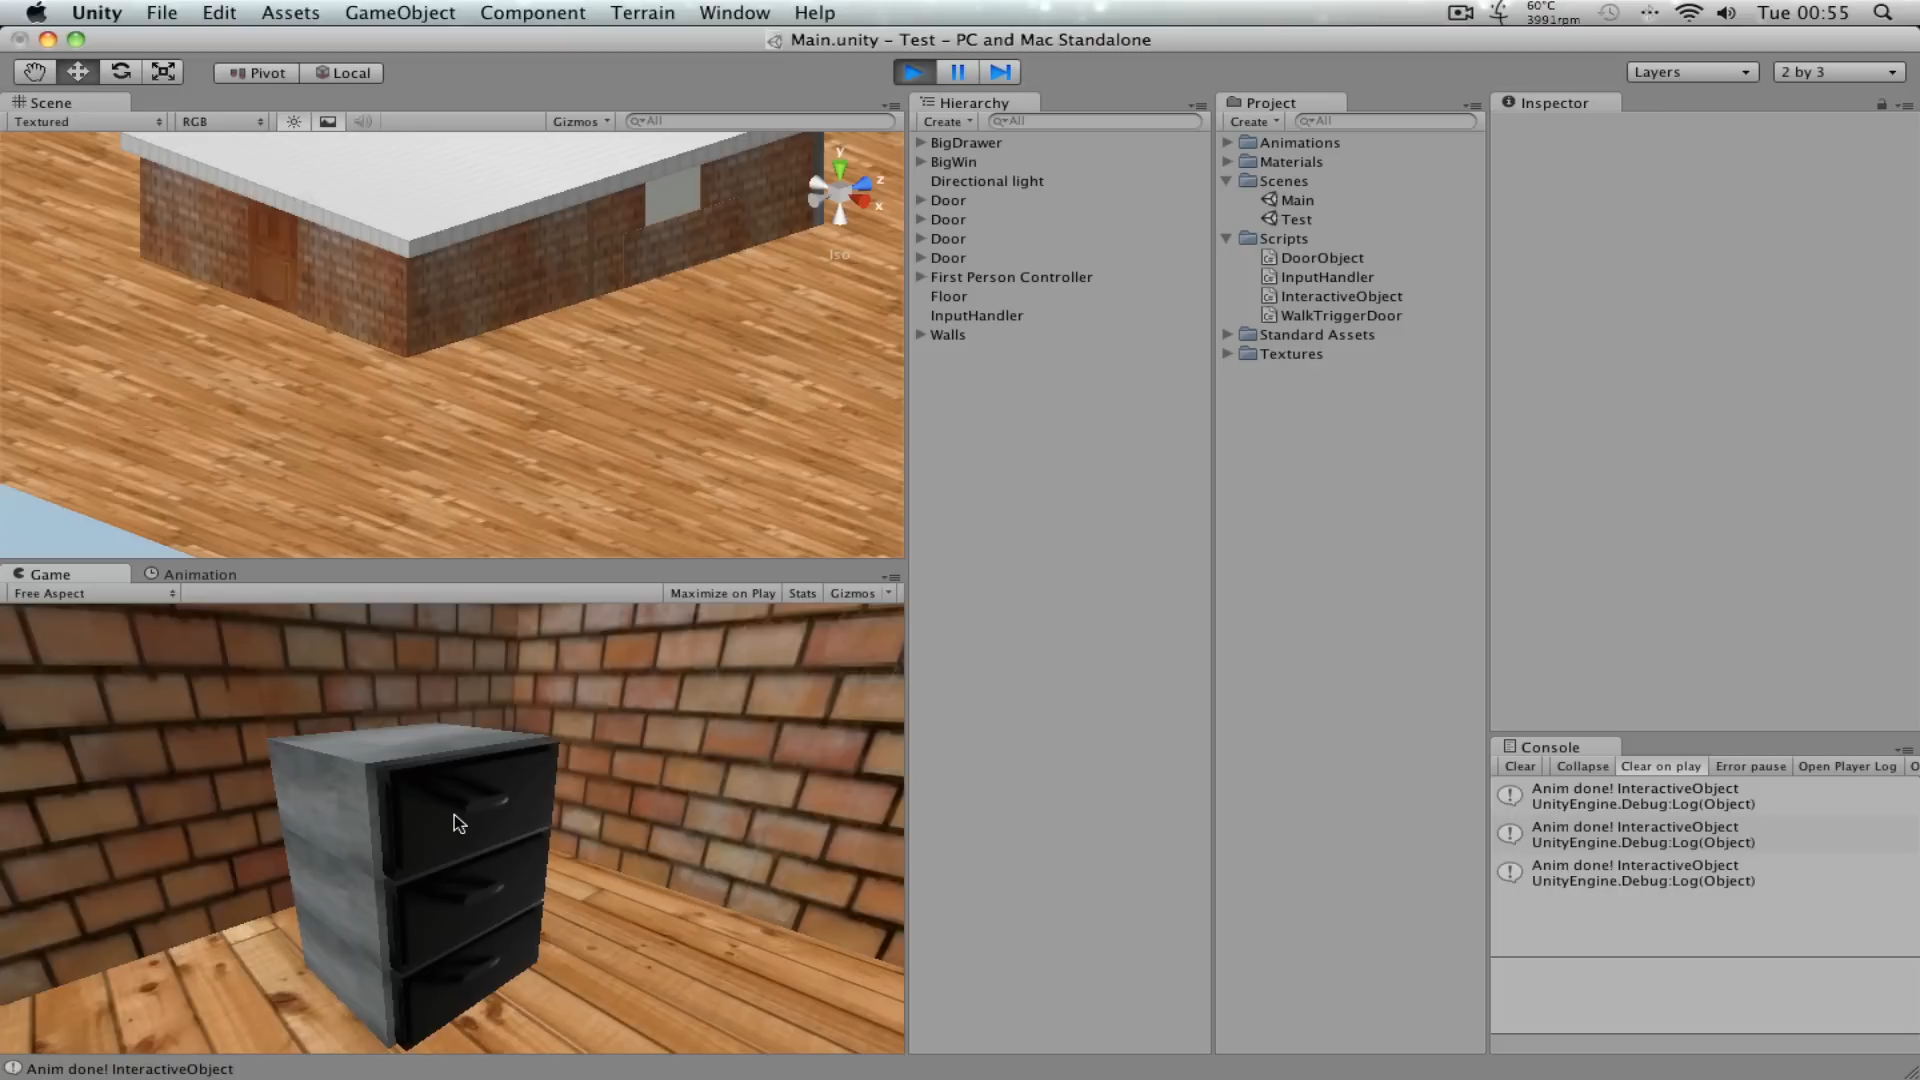 Unity File Edit Assets GameObject Component Terrain Window Help
60°C
3991rpm
Tue 00:55
Main.unity – Test – PC and Mac Standalone
Pivot Local
Layers 2 by 3
Scene
Textured RGB Gizmos All
y
z
x
Iso
Game Animation
Free Aspect Maximize on Play Stats Gizmos
Hierarchy
Create All
BigDrawer
BigWin
Directional light
Door
Door
Door
Door
First Person Controller
Floor
InputHandler
Walls
Project
Create All
Animations
Materials
Scenes
Main
Test
Scripts
DoorObject
InputHandler
InteractiveObject
WalkTriggerDoor
Standard Assets
Textures
Inspector
Console
Clear Collapse Clear on play Error pause Open Player Log O
Anim done! InteractiveObject
UnityEngine.Debug:Log(Object)
Anim done! InteractiveObject
UnityEngine.Debug:Log(Object)
Anim done! InteractiveObject
UnityEngine.Debug:Log(Object)
Anim done! InteractiveObject